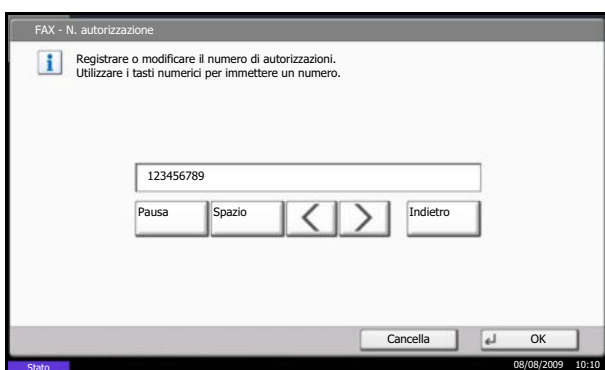 FAX - N. autorizzazione
Registrare o modificare il numero di autorizzazioni.
Utilizzare i tasti numerici per immettere un numero.
123456789
Pausa Spazio Indietro
Cancella OK
Stato 08/08/2009 10:10